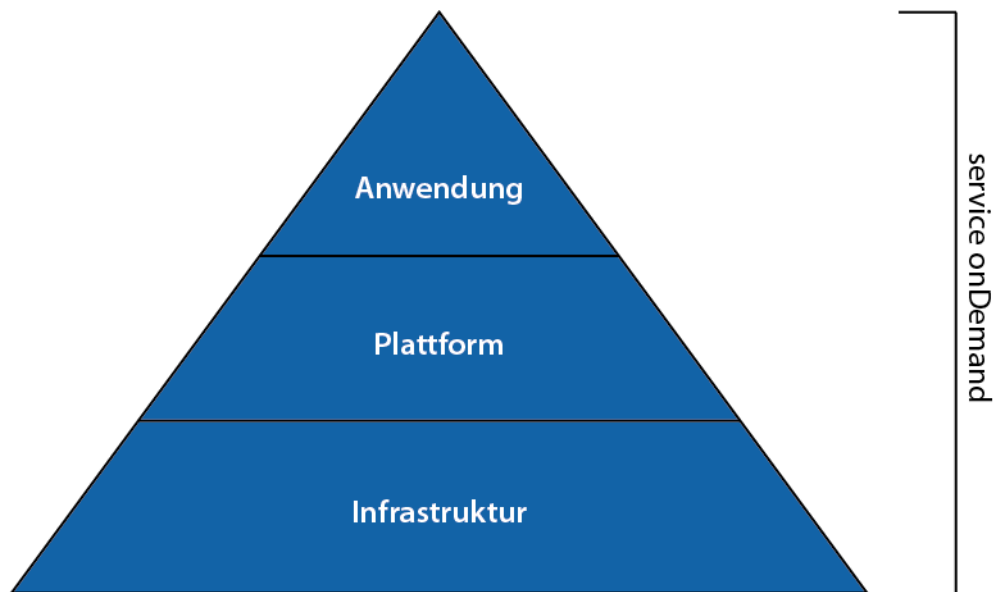 Anwendung
Plattform
Infrastruktur
service onDemand